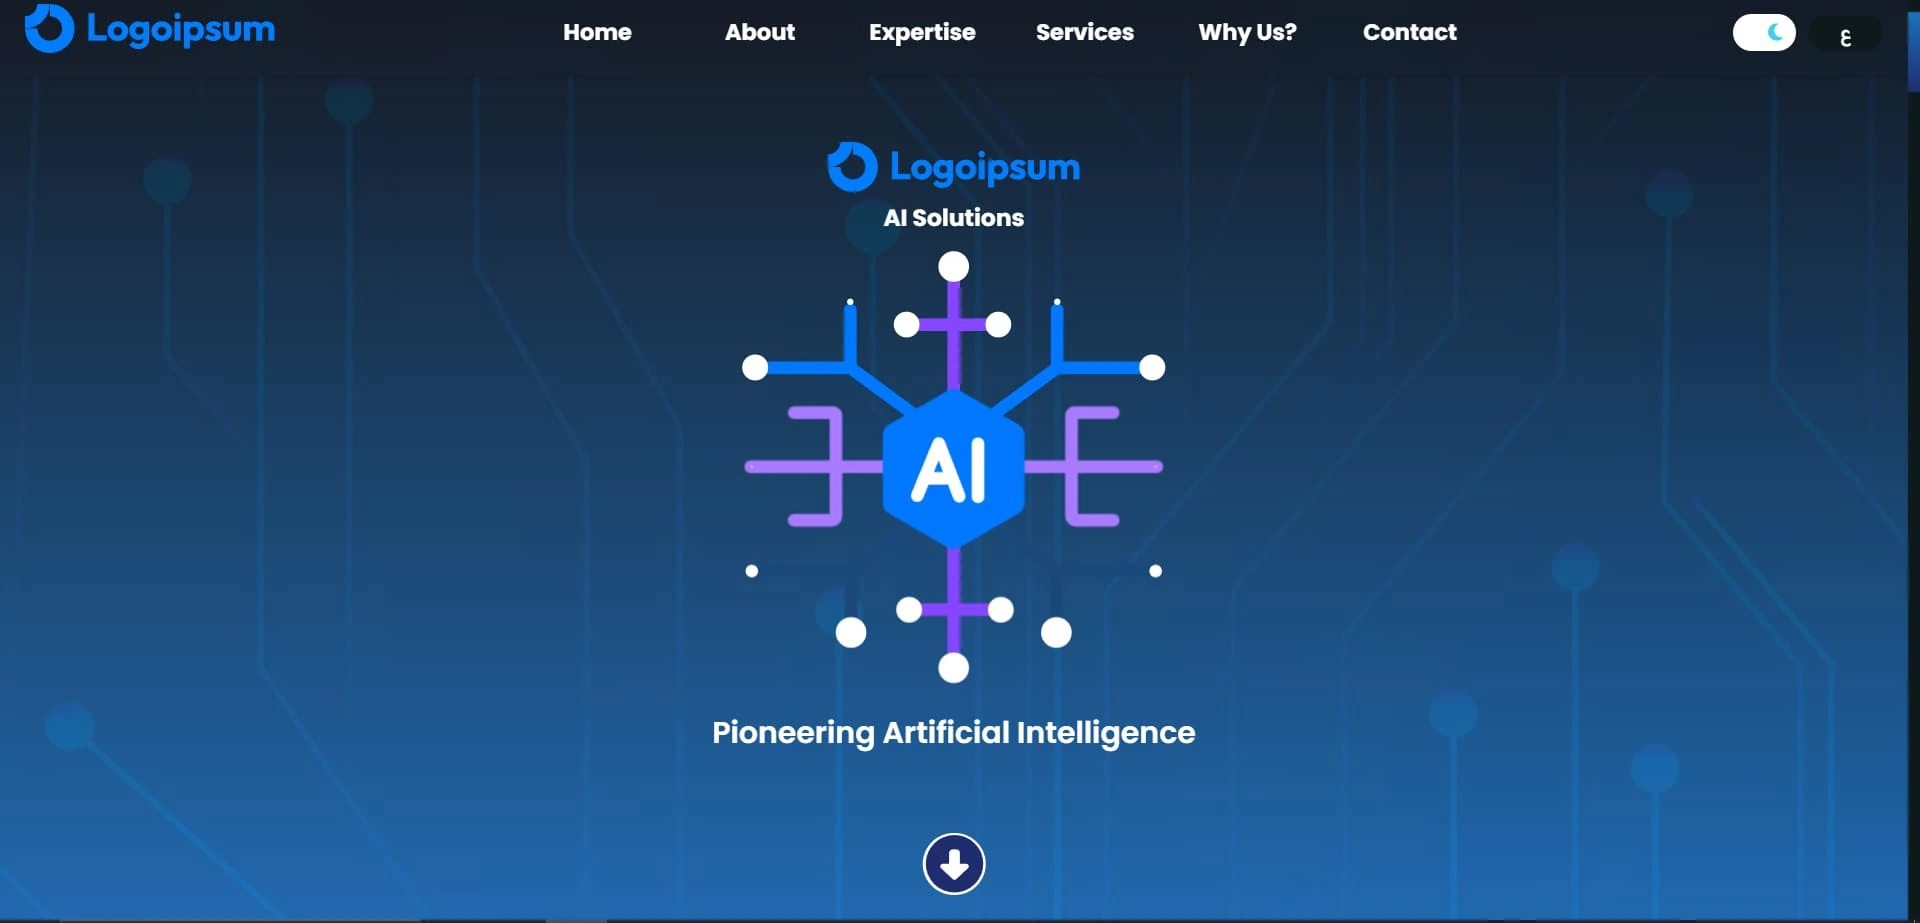 Logoipsum
Home About Expertise Services Why Us? Contact ع
Logoipsum
AI Solutions
AI
Pioneering Artificial Intelligence